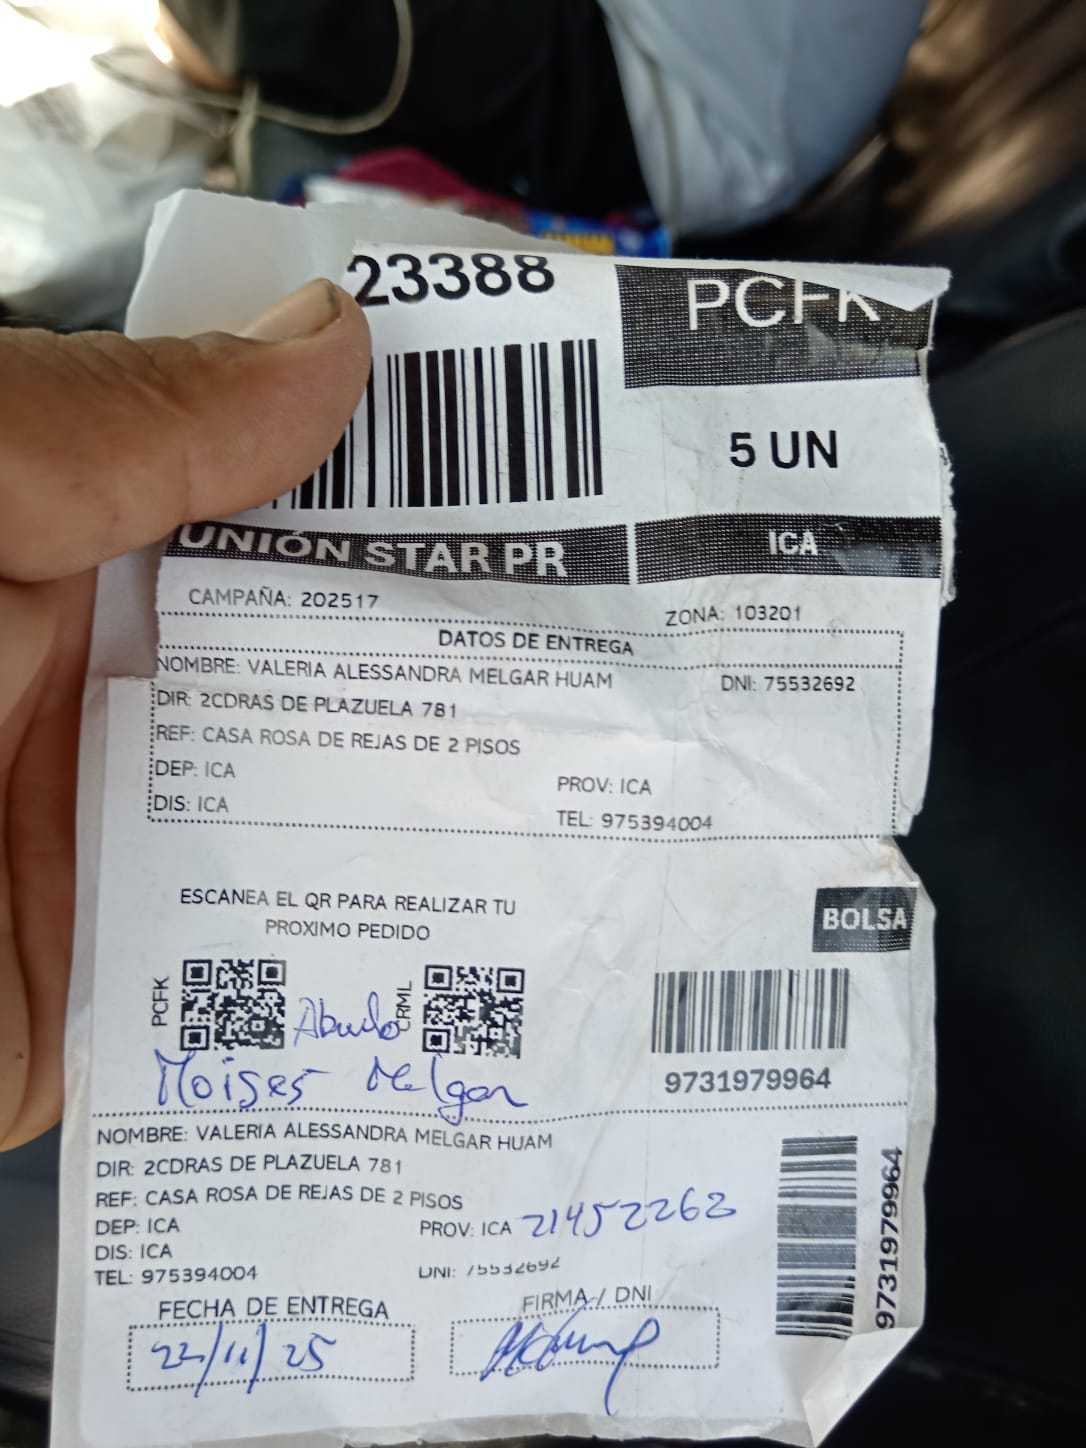 23388
PCFK
5 UN
UNIÓN STAR PR
ICA
CAMPAÑA: 202517
ZONA: 103201
DATOS DE ENTREGA
NOMBRE: VALERIA ALESSANDRA MELGAR HUAM
DNI: 75532692
DIR: 2CDRAS DE PLAZUELA 781
REF: CASA ROSA DE REJAS DE 2 PISOS
DEP: ICA
PROV: ICA
DIS: ICA
TEL: 975394004
ESCANEA EL QR PARA REALIZAR TU
PROXIMO PEDIDO
BOLSA
PCFK
Abuelo
CRML
Moises Melgar
9731979964
NOMBRE: VALERIA ALESSANDRA MELGAR HUAM
DIR: 2CDRAS DE PLAZUELA 781
REF: CASA ROSA DE REJAS DE 2 PISOS
DEP: ICA
PROV: ICA 21452262
DIS: ICA
TEL: 975394004
DNI: 75532692
9731979964
FECHA DE ENTREGA
FIRMA / DNI
22/11/25